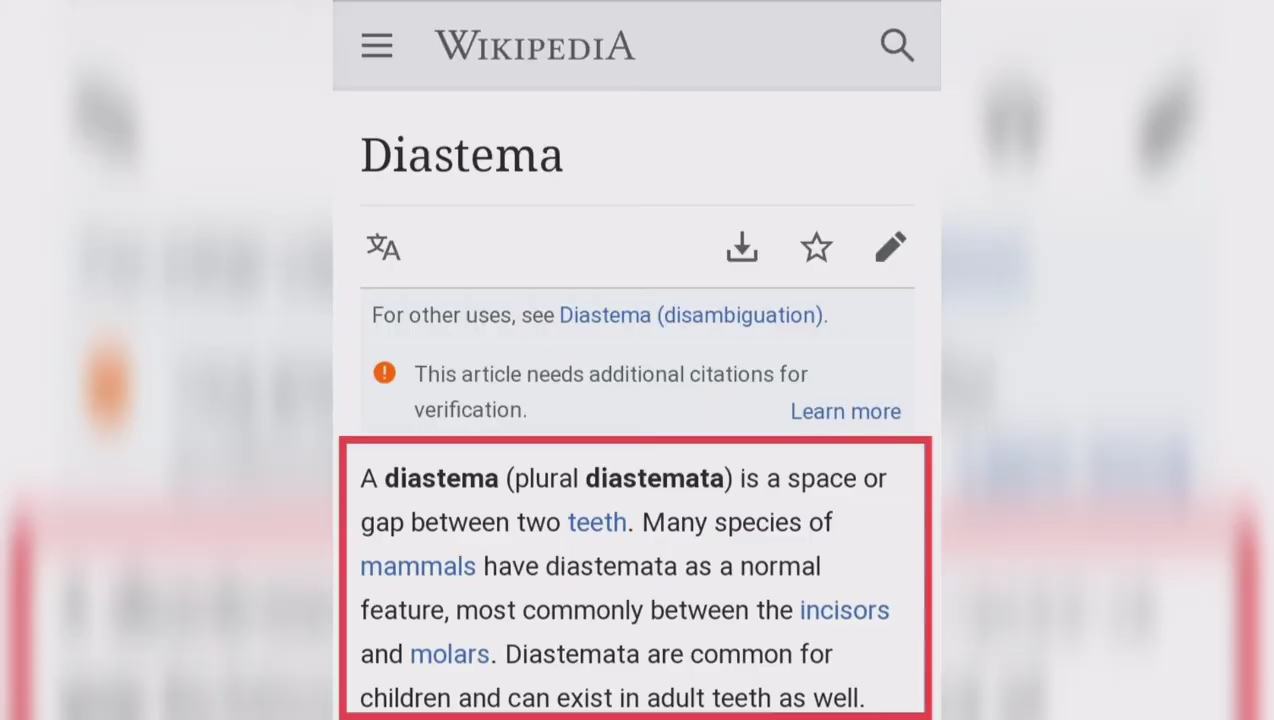 WIKIPEDIA
Diastema
For other uses, see Diastema (disambiguation).
This article needs additional citations for
verification.
Learn more
A diastema (plural diastemata) is a space or
gap between two teeth. Many species of
mammals have diastemata as a normal
feature, most commonly between the incisors
and molars. Diastemata are common for
children and can exist in adult teeth as well.